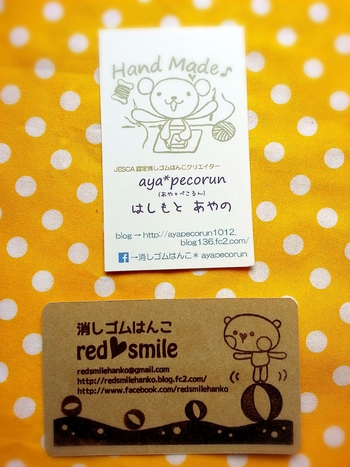 Hand Made♪
JESCA 認定消しゴムはんこクリエイター
aya*pecorun
(あや*ぺこるん)
はしもと あやの
blog→http://ayapecorun1012.
blog136.fc2.com/
f→消しゴムはんこ* ayapecorun
消しゴムはんこ
red♥smile
redsmilehanko@gmail.com
http://redsmilehanko.blog.fc2.com/
http://www.facebook.com/redsmilehanko